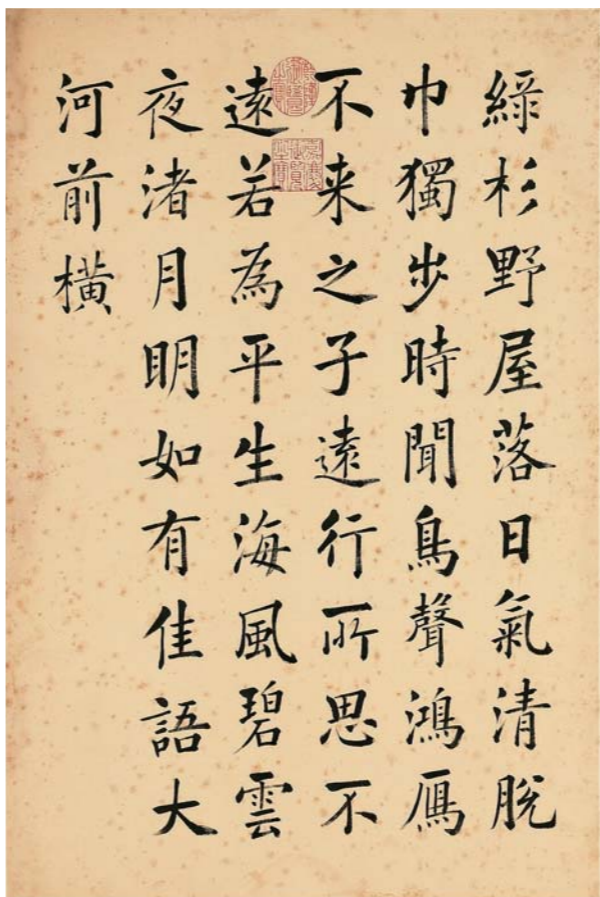 綠杉野屋落日氣清脫
巾獨步時聞鳥聲鴻鴈
不来之子遠行所思不
遠若為平生海風碧雲
夜渚月明如有佳語大
河前橫